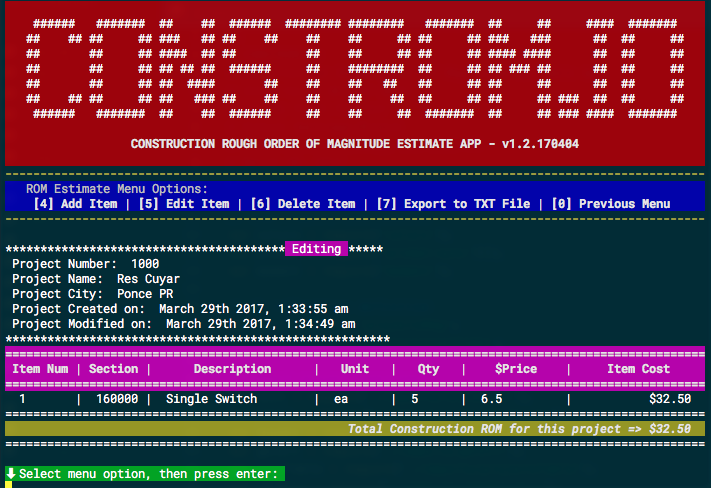 CONSTROM.IO
CONSTRUCTION ROUGH ORDER OF MAGNITUDE ESTIMATE APP - v1.2.170404
ROM Estimate Menu Options:
[4] Add Item | [5] Edit Item | [6] Delete Item | [7] Export to TXT File | [0] Previous Menu
**************************************** Editing *****
Project Number: 1000
Project Name: Res Cuyar
Project City: Ponce PR
Project Created on: March 29th 2017, 1:33:55 am
Project Modified on: March 29th 2017, 1:34:49 am
*******************************************************
Item Num | Section | Description | Unit | Qty | $Price | Item Cost
1 | 160000 | Single Switch | ea | 5 | 6.5 | $32.50
Total Construction ROM for this project => $32.50
⬇Select menu option, then press enter: